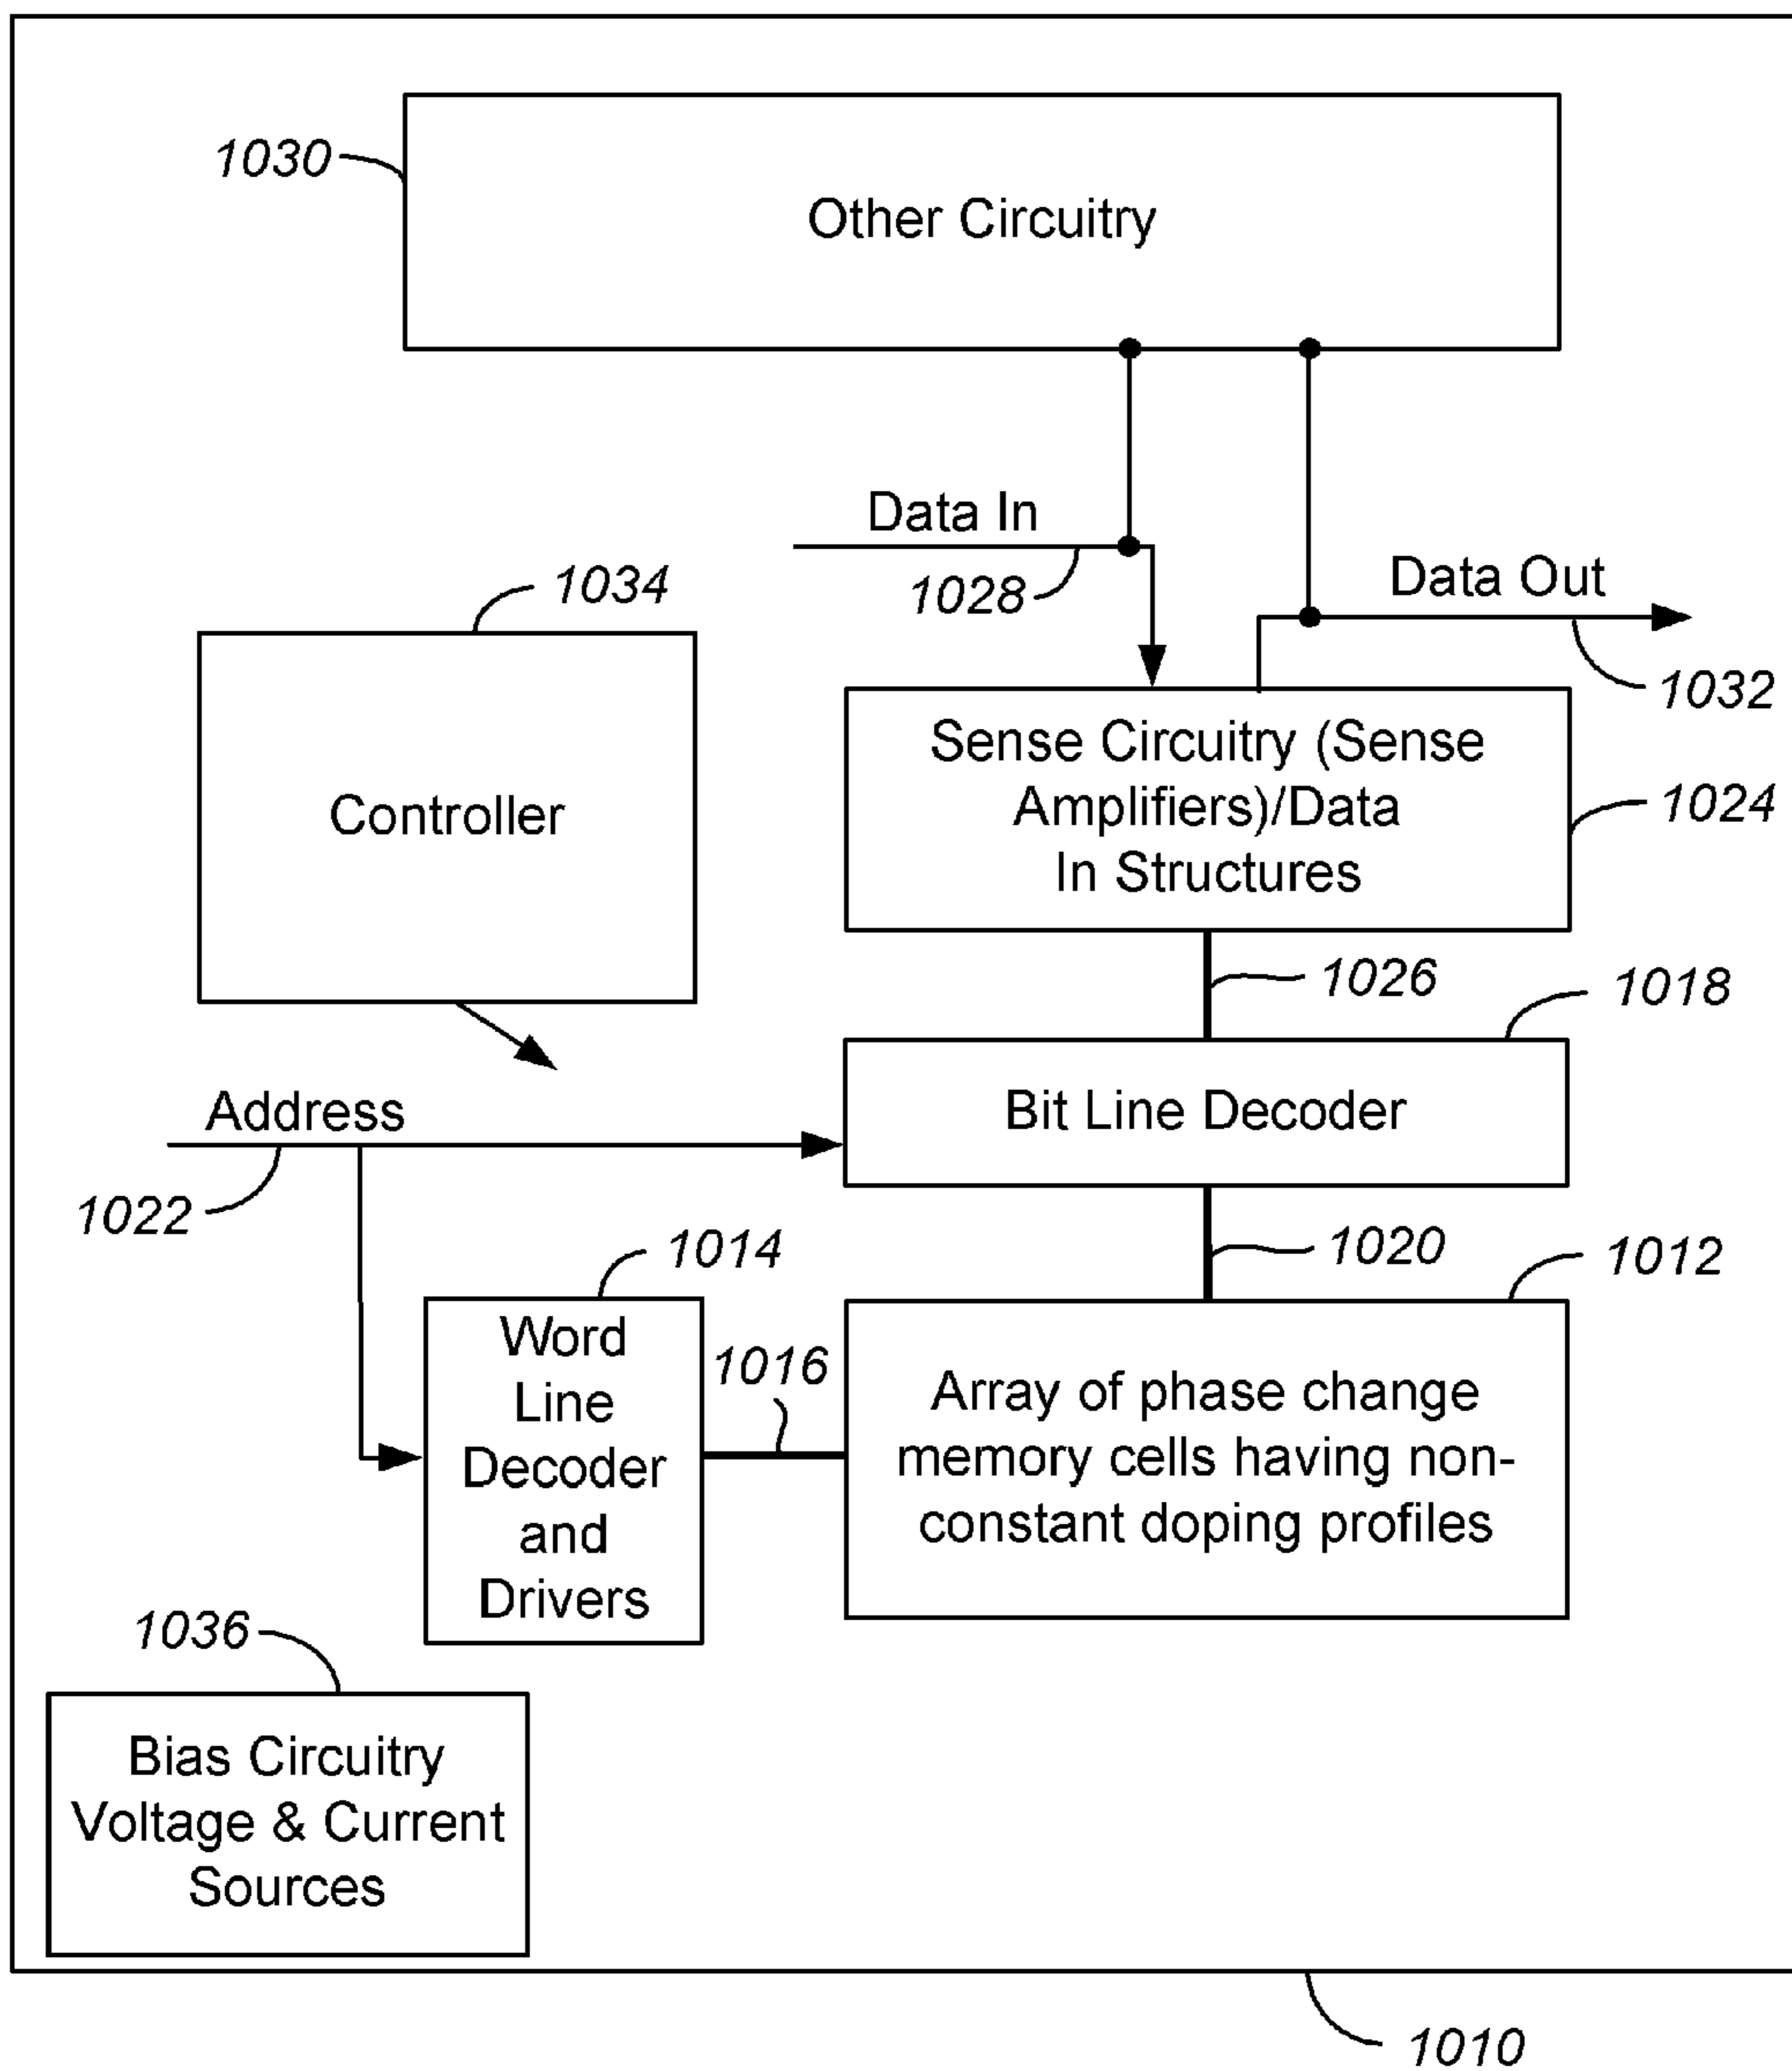 1030
Other Circuitry
Data In
1028
1034
Data Out
1032
Controller
Sense Circuitry (Sense
Amplifiers)/Data
In Structures
1024
1026
1018
Address
Bit Line Decoder
1022
1014
1020
1012
Word
Line
Decoder
and
Drivers
1016
Array of phase change
memory cells having non-
constant doping profiles
1036
Bias Circuitry
Voltage & Current
Sources
1010